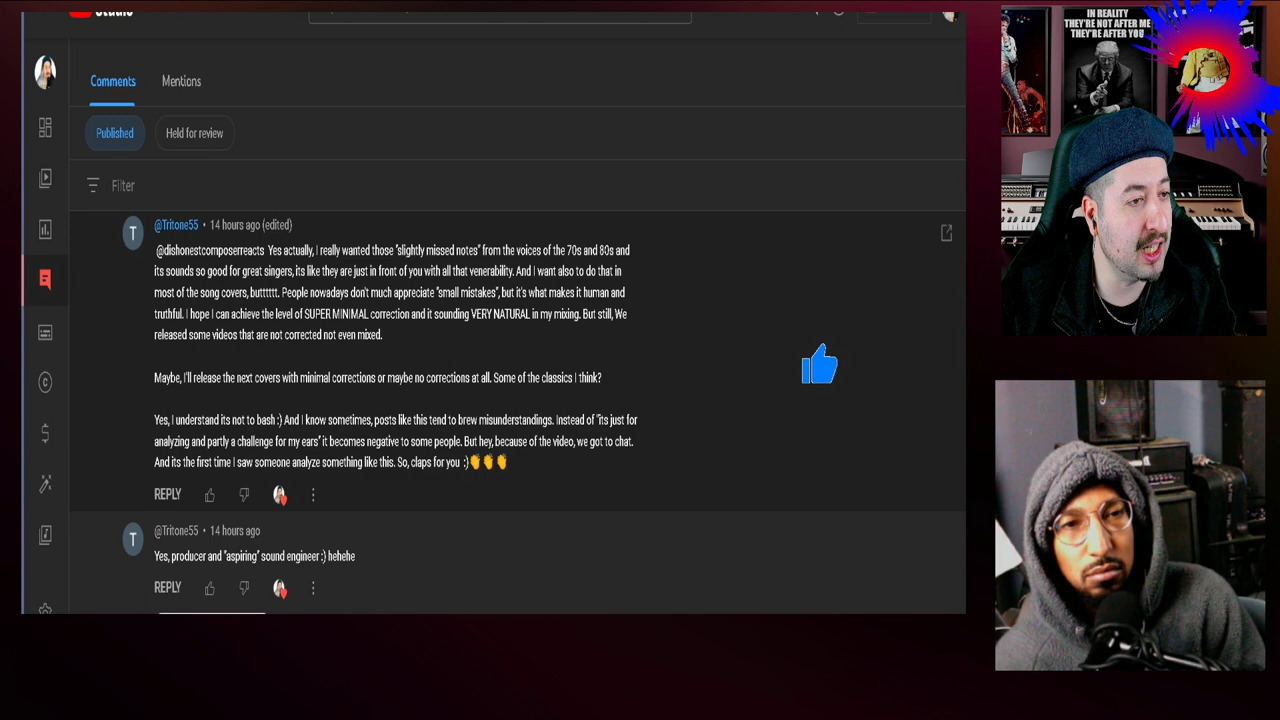 Studio
IN REALITY
THEY'RE NOT AFTER ME
THEY'RE AFTER YOU
Comments
Mentions
Published
Held for review
Filter
T
@Tritone55 • 14 hours ago (edited)
@dishonestcomposerreacts Yes actually, I really wanted those "slightly missed notes" from the voices of the 70s and 80s and
its sounds so good for great singers, its like they are just in front of you with all that venerability. And I want also to do that in
most of the song covers, butttttt. People nowadays don't much appreciate "small mistakes", but it's what makes it human and
truthful. I hope I can achieve the level of SUPER MINIMAL correction and it sounding VERY NATURAL in my mixing. But still, We
released some videos that are not corrected not even mixed.
Maybe, I'll release the next covers with minimal corrections or maybe no corrections at all. Some of the classics I think?
Yes, I understand its not to bash :) And I know sometimes, posts like this tend to brew misunderstandings. Instead of "its just for
analyzing and partly a challenge for my ears" it becomes negative to some people. But hey, because of the video, we got to chat.
And its the first time I saw someone analyze something like this. So, claps for you :)👏👏👏
REPLY
T
@Tritone55 • 14 hours ago
Yes, producer and "aspiring" sound engineer :) hehehe
REPLY